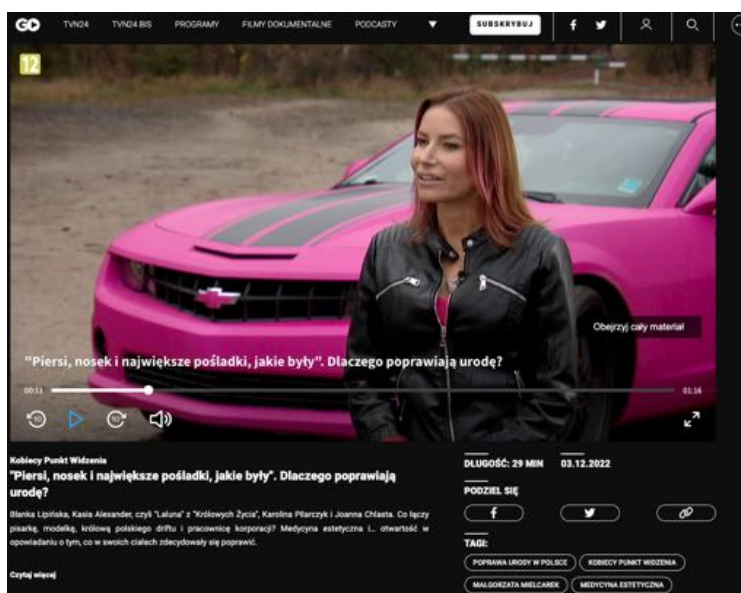 GO TVN24 TVN24 BIS PROGRAMY FILMY DOKUMENTALNE PODCASTY SUBSKRYBUJ
12
Obejrzyj cały materiał
"Piersi, nosek i największe pośladki, jakie były". Dlaczego poprawiają urodę?
00:11 01:16
10 10
Kobiecy Punkt Widzenia
"Piersi, nosek i największe pośladki, jakie były". Dlaczego poprawiają
urodę?
Blanka Lipińska, Kasia Alexander, czyli "Laluna" z "Królowych Życia", Karolina Pilarczyk i Joanna Chlasta. Co łączy
pisarkę, modelkę, królową polskiego driftu i pracownicę korporacji? Medycyna estetyczna i... otwartość w
opowiadaniu o tym, co w swoich ciałach zdecydowały się poprawić.
Czytaj więcej
DŁUGOŚĆ: 29 MIN 03.12.2022
PODZIEL SIĘ
TAGI:
POPRAWA URODY W POLSCE KOBIECY PUNKT WIDZENIA
MAŁGORZATA MIELCAREK MEDYCYNA ESTETYCZNA